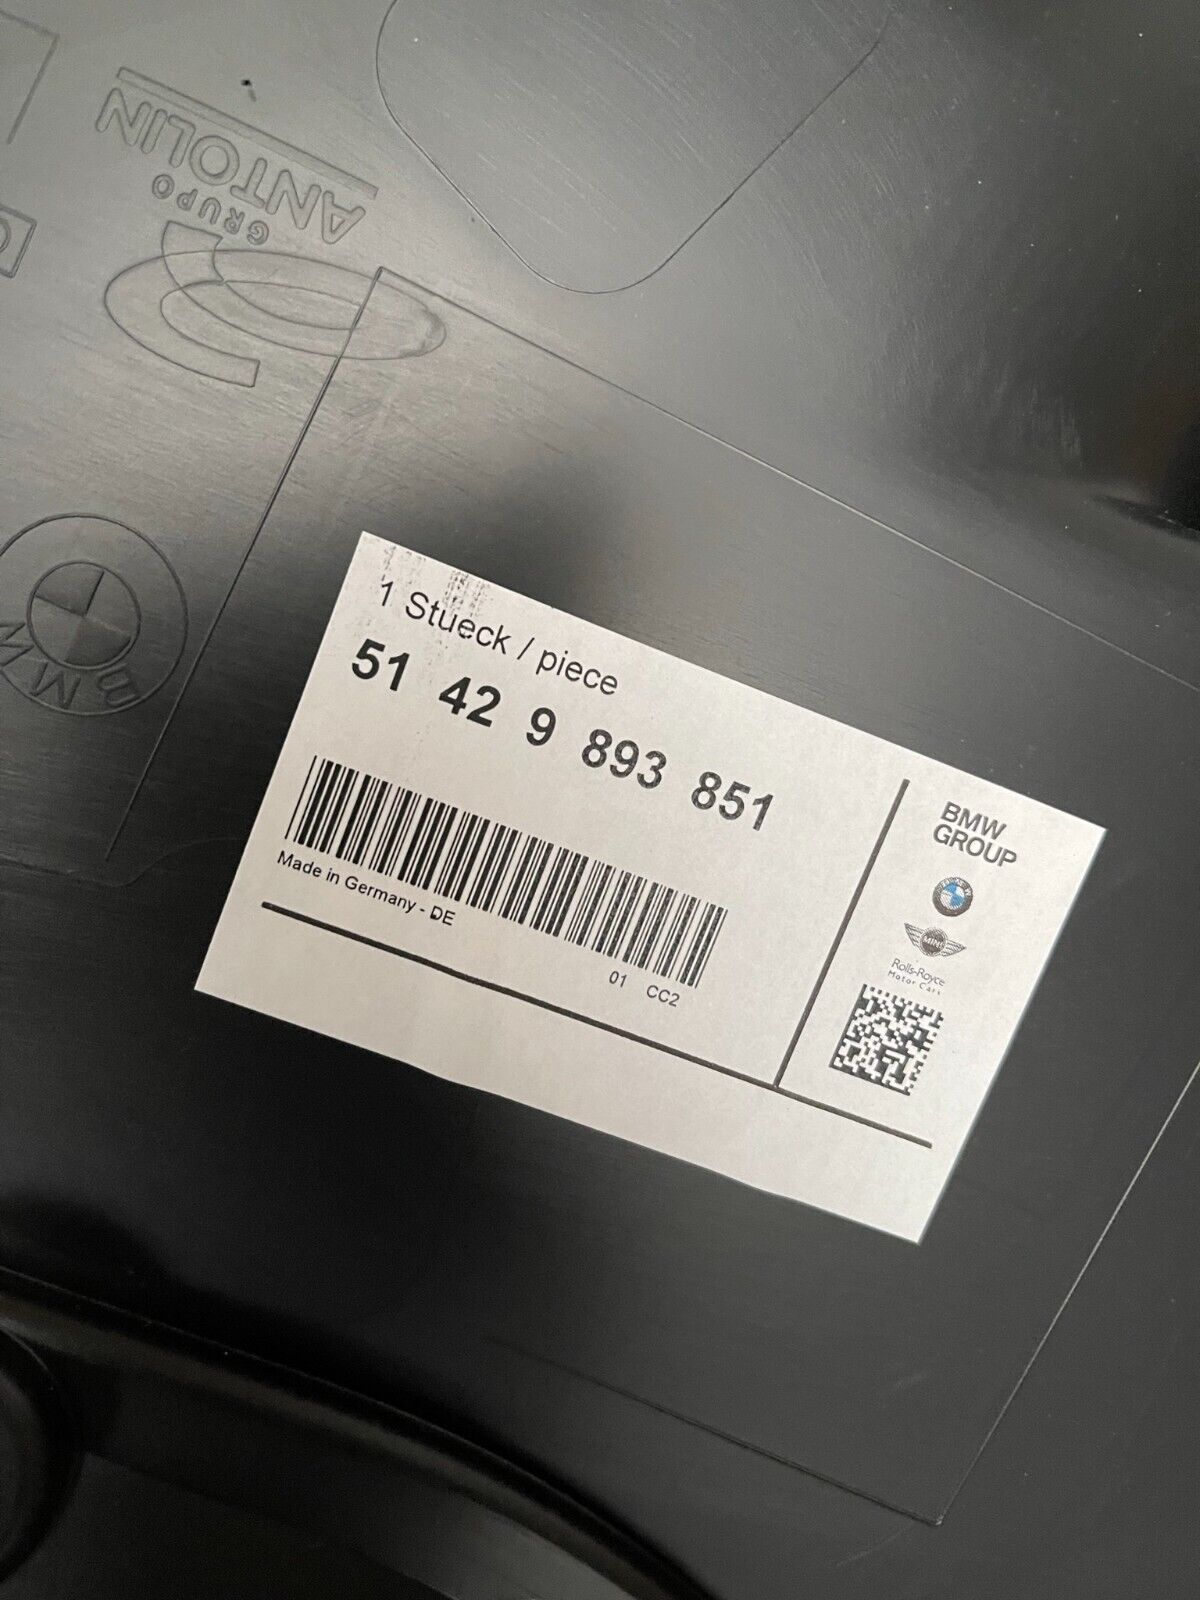 GRUPO
ANTOLIN
BMW
1 Stueck / piece
51 42 9 893 851
Made in Germany - DE
01 CC2
BMW
GROUP
MINI
Rolls-Royce
Motor Cars